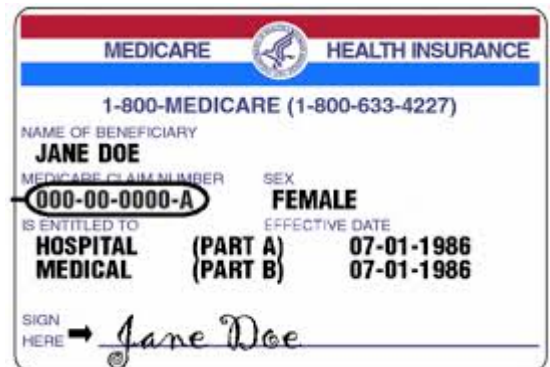 MEDICARE HEALTH INSURANCE
1-800-MEDICARE (1-800-633-4227)
NAME OF BENEFICIARY
JANE DOE
MEDICARE CLAIM NUMBER SEX
000-00-0000-A FEMALE
IS ENTITLED TO EFFECTIVE DATE
HOSPITAL (PART A) 07-01-1986
MEDICAL (PART B) 07-01-1986
SIGN
HERE Jane Doe